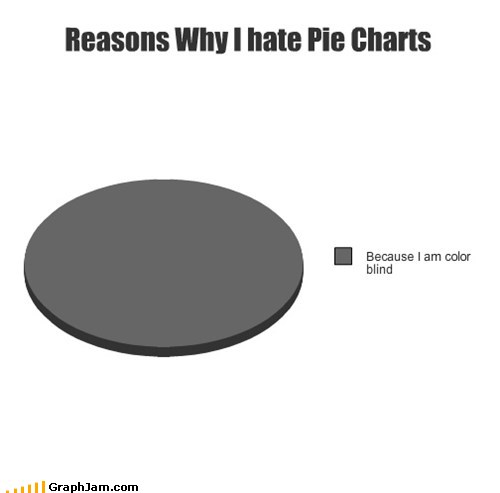 Reasons Why I hate Pie Charts
Because I am color
blind
GraphJam.com